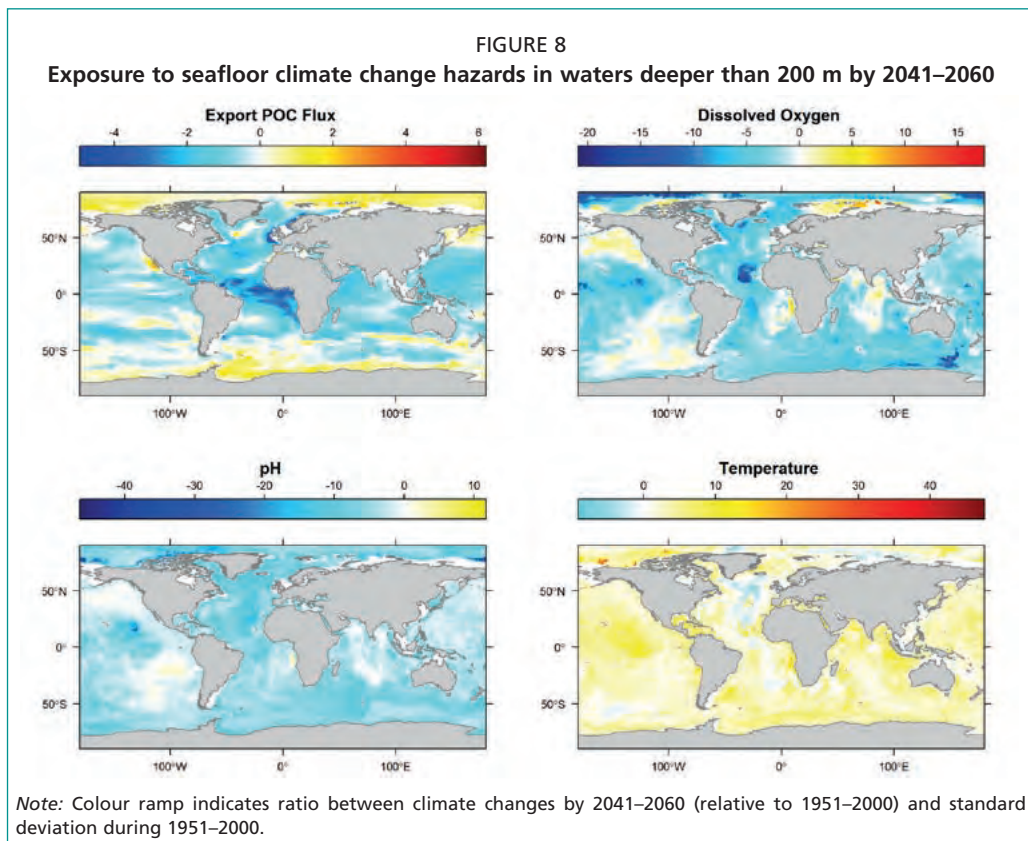 FIGURE 8
Exposure to seafloor climate change hazards in waters deeper than 200 m by 2041–2060
Export POC Flux
-4 -2 0 2 4 6
50°N
0°
50°S
100°W 0° 100°E
Dissolved Oxygen
-20 -15 -10 -5 0 5 10 15
50°N
0°
50°S
100°W 0° 100°E
pH
-40 -30 -20 -10 0 10
50°N
0°
50°S
100°W 0° 100°E
Temperature
0 10 20 30 40
50°N
0°
50°S
100°W 0° 100°E
Note: Colour ramp indicates ratio between climate changes by 2041–2060 (relative to 1951–2000) and standard
deviation during 1951–2000.